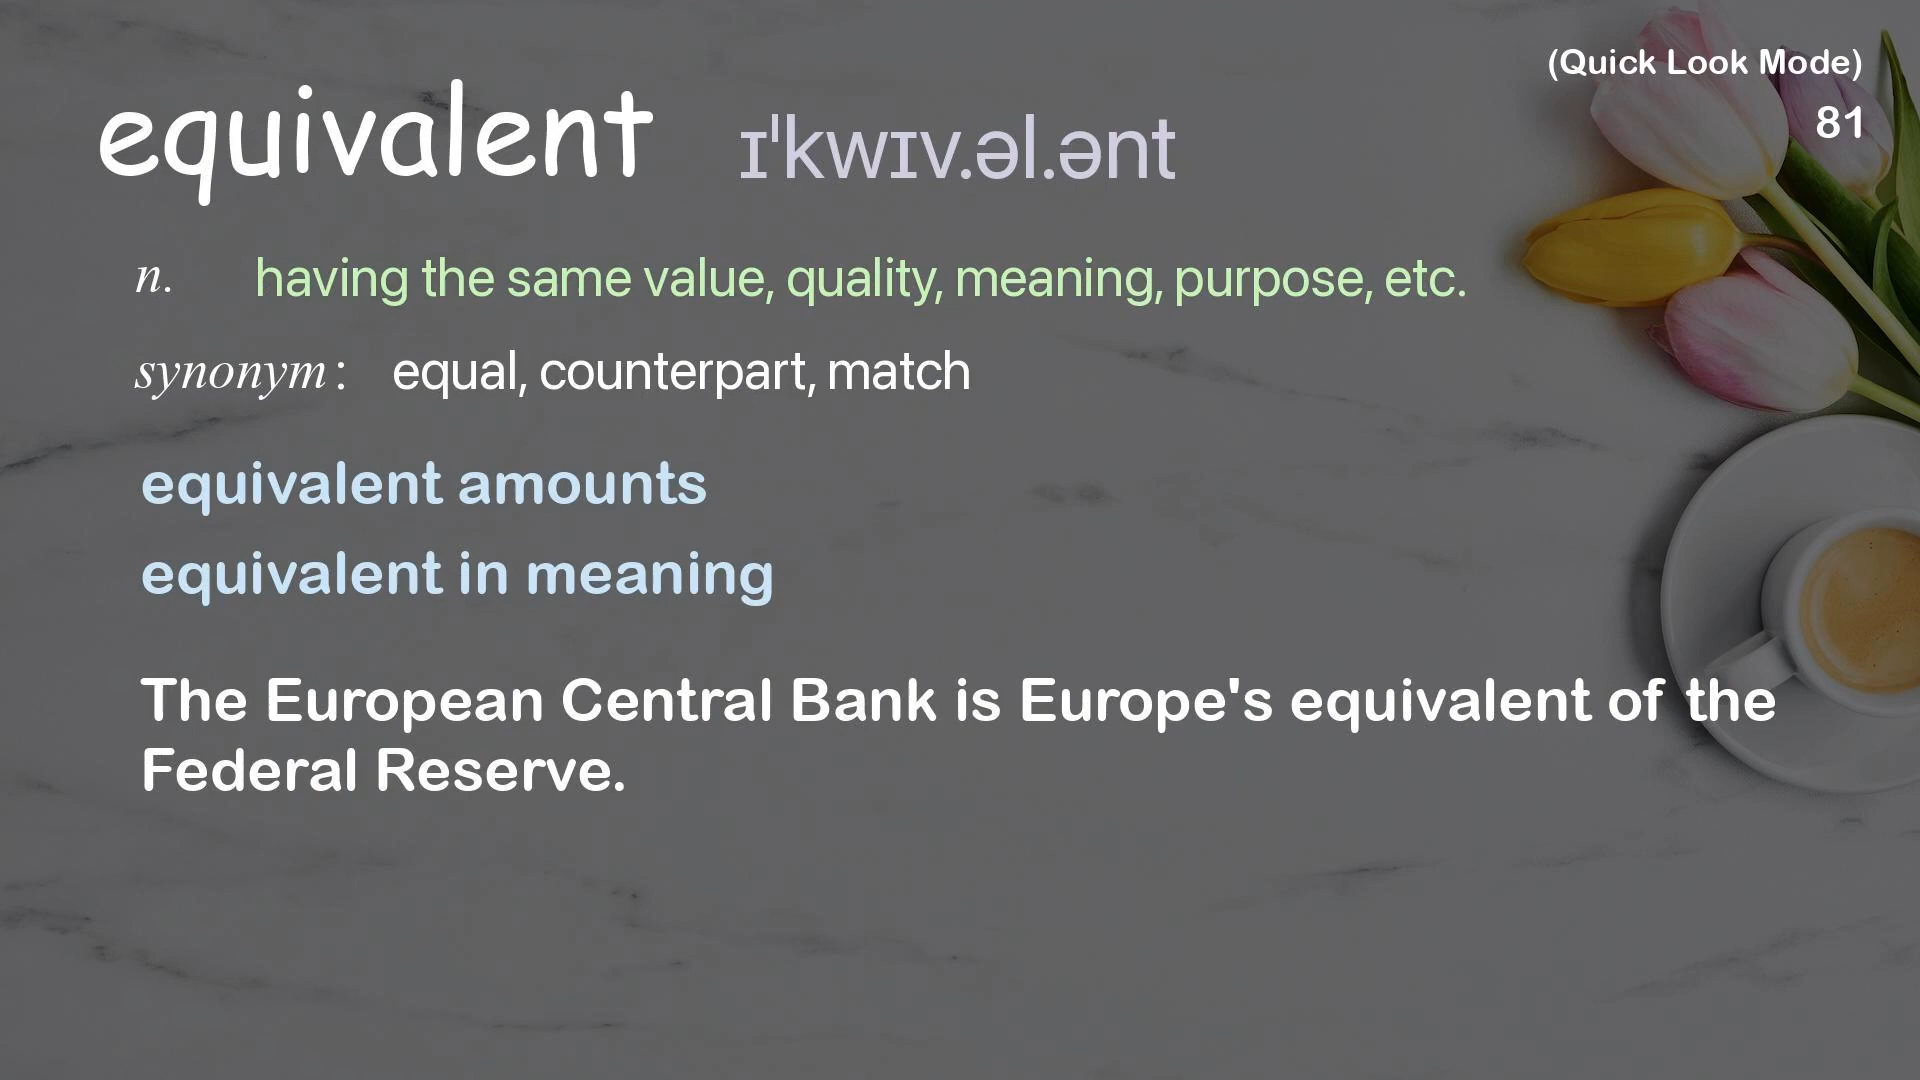 (Quick Look Mode)
81
equivalent ɪˈkwɪv.əl.ənt
n. having the same value, quality, meaning, purpose, etc.
synonym: equal, counterpart, match
equivalent amounts
equivalent in meaning
The European Central Bank is Europe's equivalent of the
Federal Reserve.